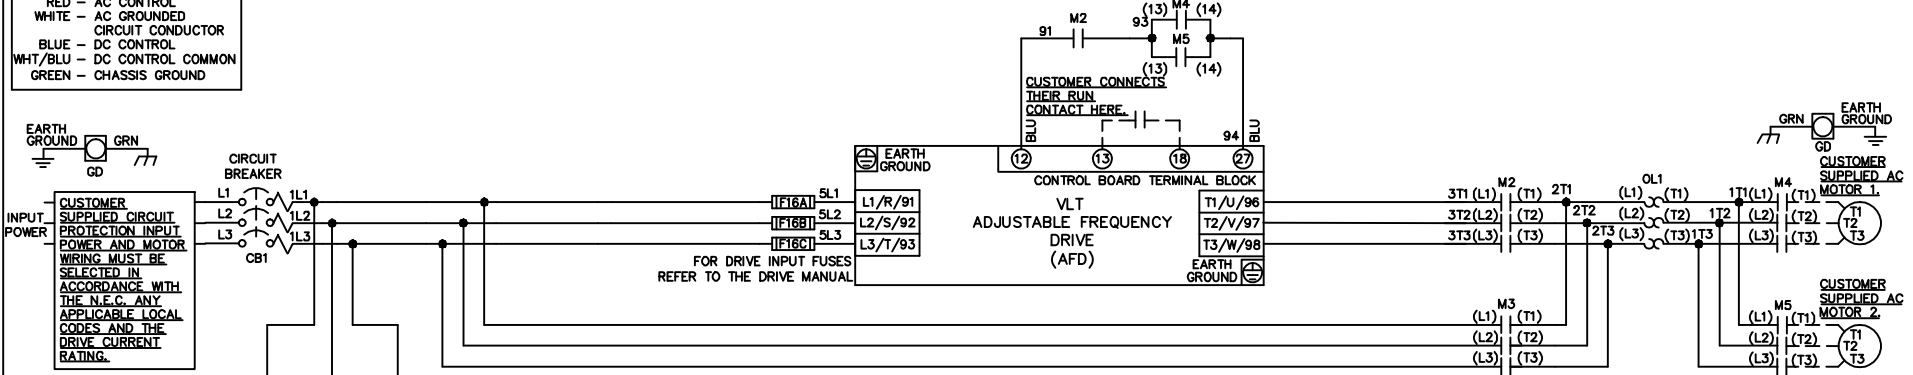 RED – AC CONTROL
WHITE – AC GROUNDED
CIRCUIT CONDUCTOR
BLUE – DC CONTROL
WHT/BLU – DC CONTROL COMMON
GREEN – CHASSIS GROUND
EARTH
GROUND
GRN
GD
CIRCUIT
BREAKER
L1
L2
L3
1L1
1L2
1L3
CB1
INPUT
POWER
CUSTOMER
SUPPLIED CIRCUIT
PROTECTION INPUT
POWER AND MOTOR
WIRING MUST BE
SELECTED IN
ACCORDANCE WITH
THE N.E.C. ANY
APPLICABLE LOCAL
CODES AND THE
DRIVE CURRENT
RATING.
F16A
F16B
F16C
5L1
5L2
5L3
FOR DRIVE INPUT FUSES
REFER TO THE DRIVE MANUAL
91
M2
93
(13) M4 (14)
M5
(13) (14)
CUSTOMER CONNECTS
THEIR RUN
CONTACT HERE.
BLU
94
BLU
12
13
18
27
CONTROL BOARD TERMINAL BLOCK
EARTH
GROUND
L1/R/91
L2/S/92
L3/T/93
VLT
ADJUSTABLE FREQUENCY
DRIVE
(AFD)
T1/U/96
T2/V/97
T3/W/98
EARTH
GROUND
M2
3T1 (L1) (T1) 2T1
3T2 (L2) (T2) 2T2
3T3 (L3) (T3) 2T3
OL1
(L1) (T1) 1T1
(L2) (T2) 1T2
(L3) (T3) 1T3
M4
(L1) (T1)
(L2) (T2)
(L3) (T3)
T1
T2
T3
GRN
GD
EARTH
GROUND
CUSTOMER
SUPPLIED AC
MOTOR 1.
M3
(L1) (T1)
(L2) (T2)
(L3) (T3)
M5
(L1) (T1)
(L2) (T2)
(L3) (T3)
T1
T2
T3
CUSTOMER
SUPPLIED AC
MOTOR 2.